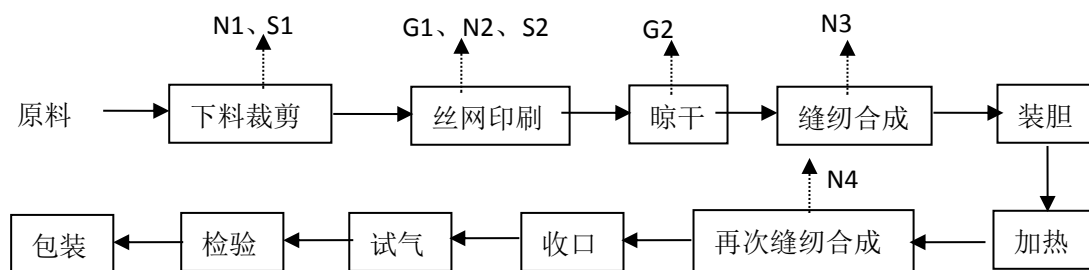 N1、S1
G1、N2、S2
G2
N3
原料
下料裁剪
丝网印刷
晾干
缝纫合成
装胆
N4
包装
检验
试气
收口
再次缝纫合成
加热